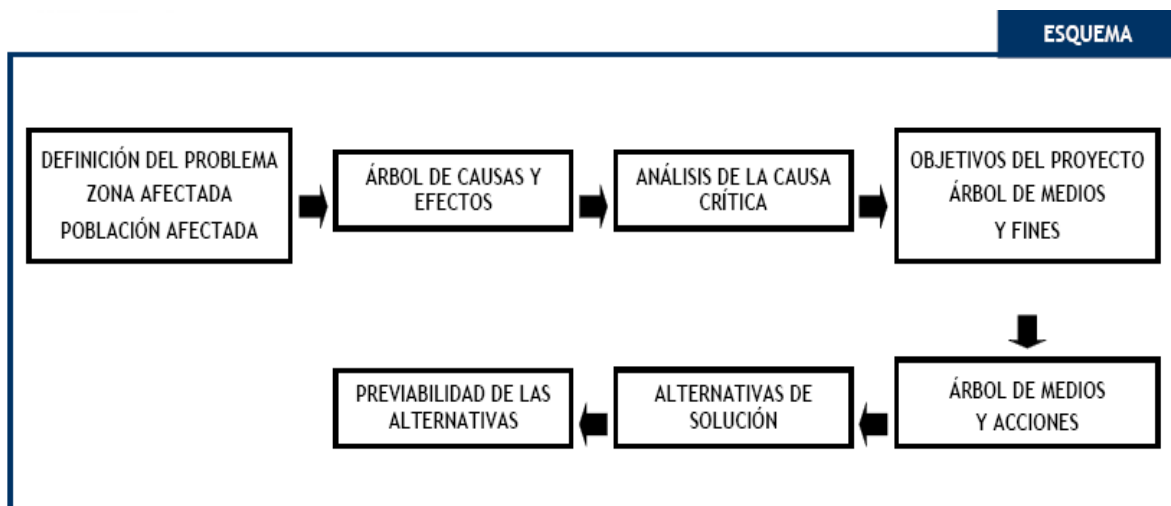 ESQUEMA
DEFINICIÓN DEL PROBLEMA
ZONA AFECTADA
POBLACIÓN AFECTADA
ÁRBOL DE CAUSAS Y
EFECTOS
ANÁLISIS DE LA CAUSA
CRÍTICA
OBJETIVOS DEL PROYECTO
ÁRBOL DE MEDIOS
Y FINES
ÁRBOL DE MEDIOS
Y ACCIONES
ALTERNATIVAS DE
SOLUCIÓN
PREVIABILIDAD DE LAS
ALTERNATIVAS